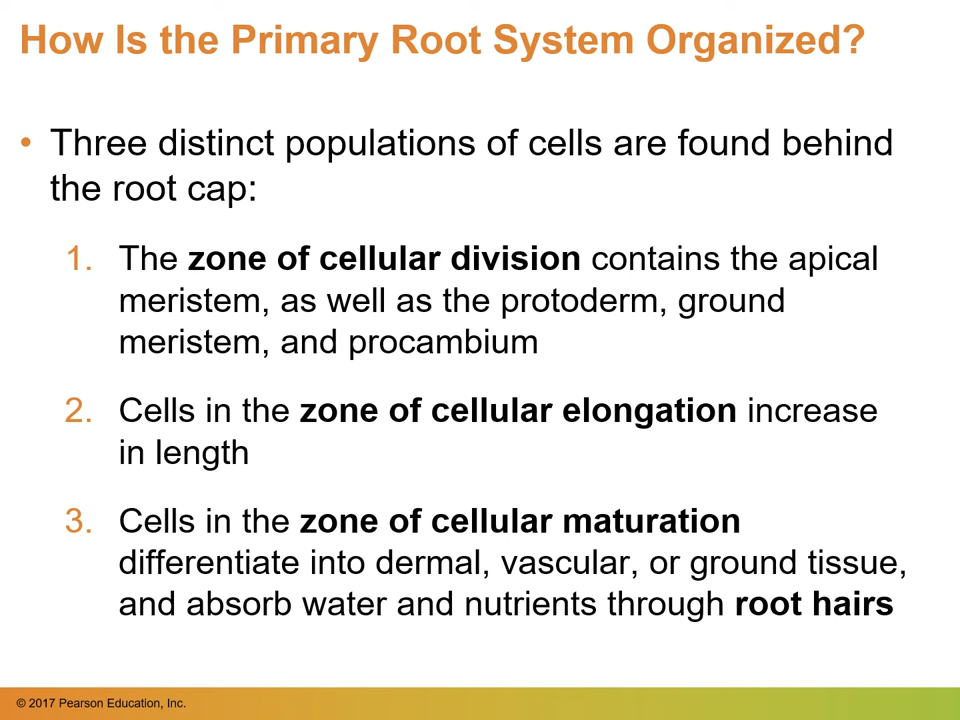 How Is the Primary Root System Organized?
• Three distinct populations of cells are found behind
the root cap:
1. The zone of cellular division contains the apical
meristem, as well as the protoderm, ground
meristem, and procambium
2. Cells in the zone of cellular elongation increase
in length
3. Cells in the zone of cellular maturation
differentiate into dermal, vascular, or ground tissue,
and absorb water and nutrients through root hairs
© 2017 Pearson Education, Inc.